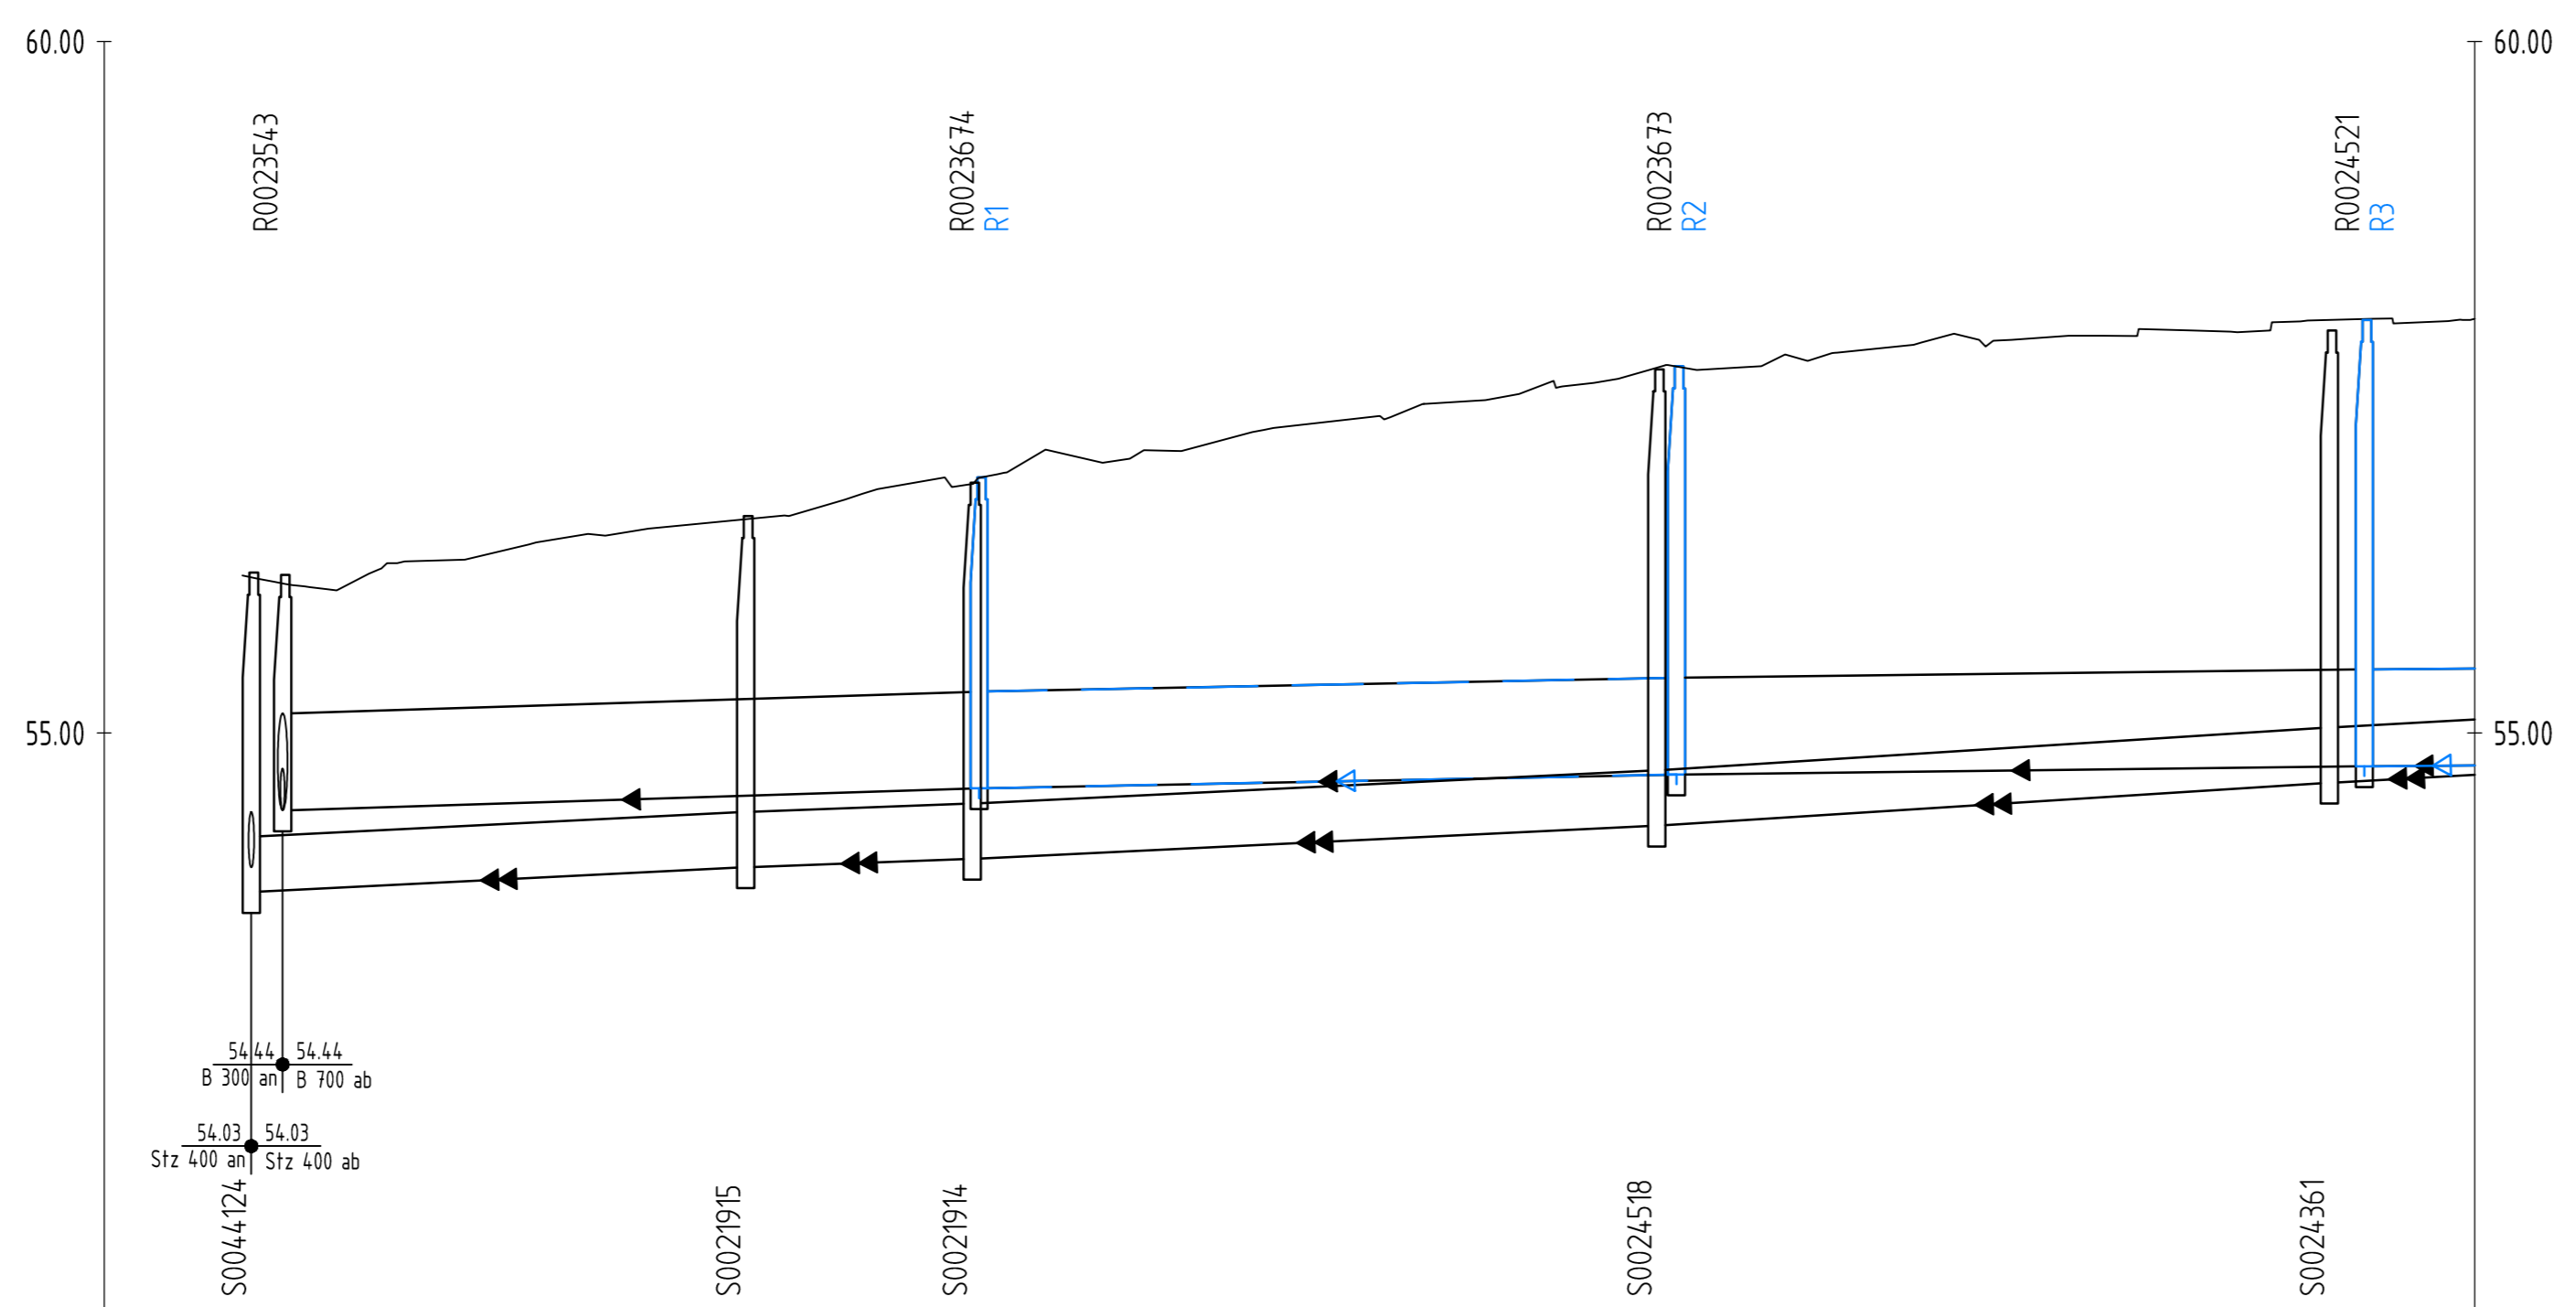 60.00
60.00
R0023543
R0023674
R1
R0023673
R2
R0024521
R3
55.00
55.00
54.44
54.44
B 300 an
B 700 ab
54.03
54.03
Stz 400 an
Stz 400 ab
S0044124
S0021915
S0021914
S0024518
S0024361